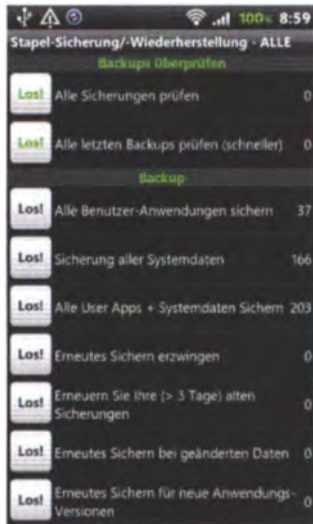 100% 8:59
Stapel-Sicherung/-Wiederherstellung - ALLE
Backups überprüfen
Los! Alle Sicherungen prüfen 0
Los! Alle letzten Backups prüfen (schneller) 0
Backup
Los! Alle Benutzer-Anwendungen sichern 37
Los! Sicherung aller Systemdaten 166
Los! Alle User Apps + Systemdaten Sichern 203
Los! Erneutes Sichern erzwingen 0
Los! Erneuern Sie Ihre (> 3 Tage) alten
Sicherungen 0
Los! Erneutes Sichern bei geänderten Daten 0
Los! Erneutes Sichern für neue Anwendungs-
Versionen 0